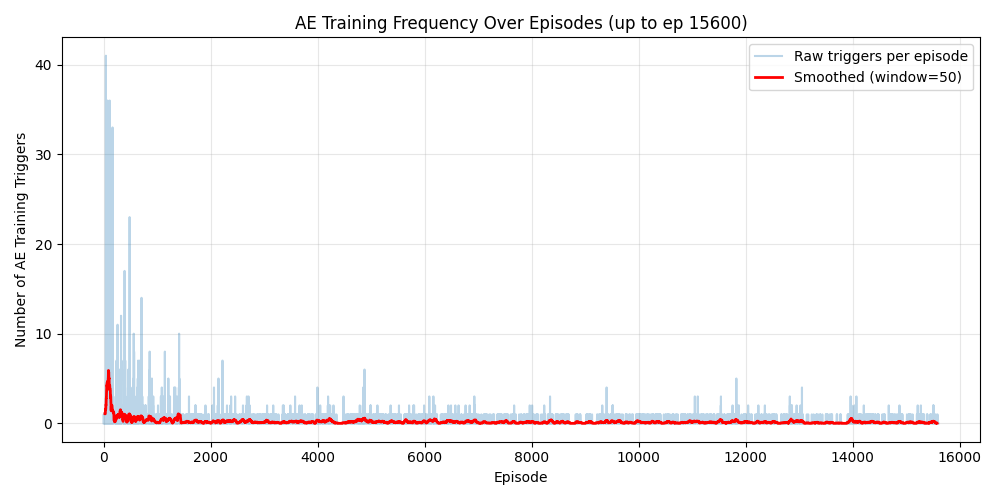 AE Training Frequency Over Episodes (up to ep 15600)
Raw triggers per episode
Smoothed (window=50)
Number of AE Training Triggers
40
30
20
10
0
0 2000 4000 6000 8000 10000 12000 14000 16000
Episode